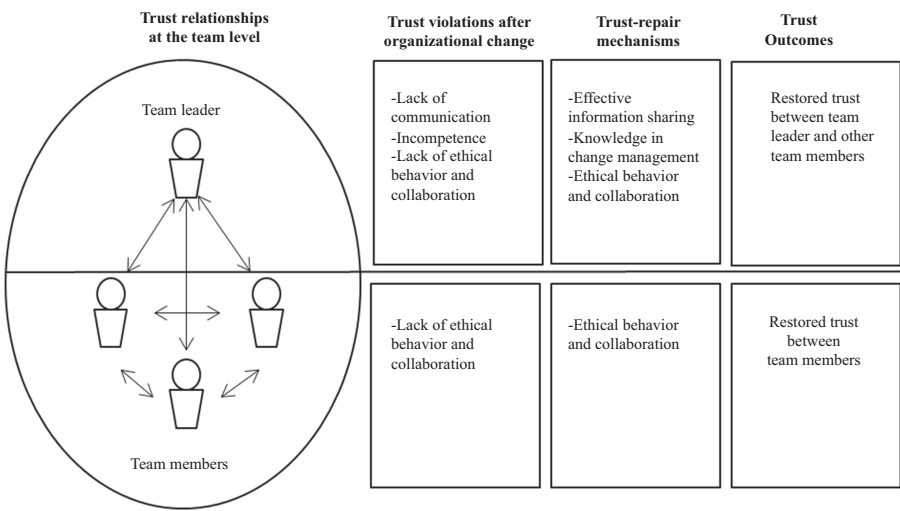 Trust relationships
at the team level
Trust violations after
organizational change
Trust-repair
mechanisms
Trust
Outcomes
Team leader
-Lack of
communication
-Incompetence
-Lack of ethical
behavior and
collaboration
-Effective
information sharing
-Knowledge in
change management
-Ethical behavior
and collaboration
Restored trust
between team
leader and other
team members
-Lack of ethical
behavior and
collaboration
-Ethical behavior
and collaboration
Restored trust
between
team members
Team members